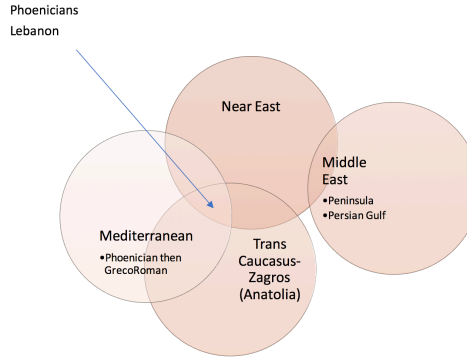 Phoenicians
Lebanon
Near East
Middle
East
•Peninsula
•Persian Gulf
Mediterranean
•Phoenician then
GrecoRoman
Trans
Caucasus-
Zagros
(Anatolia)